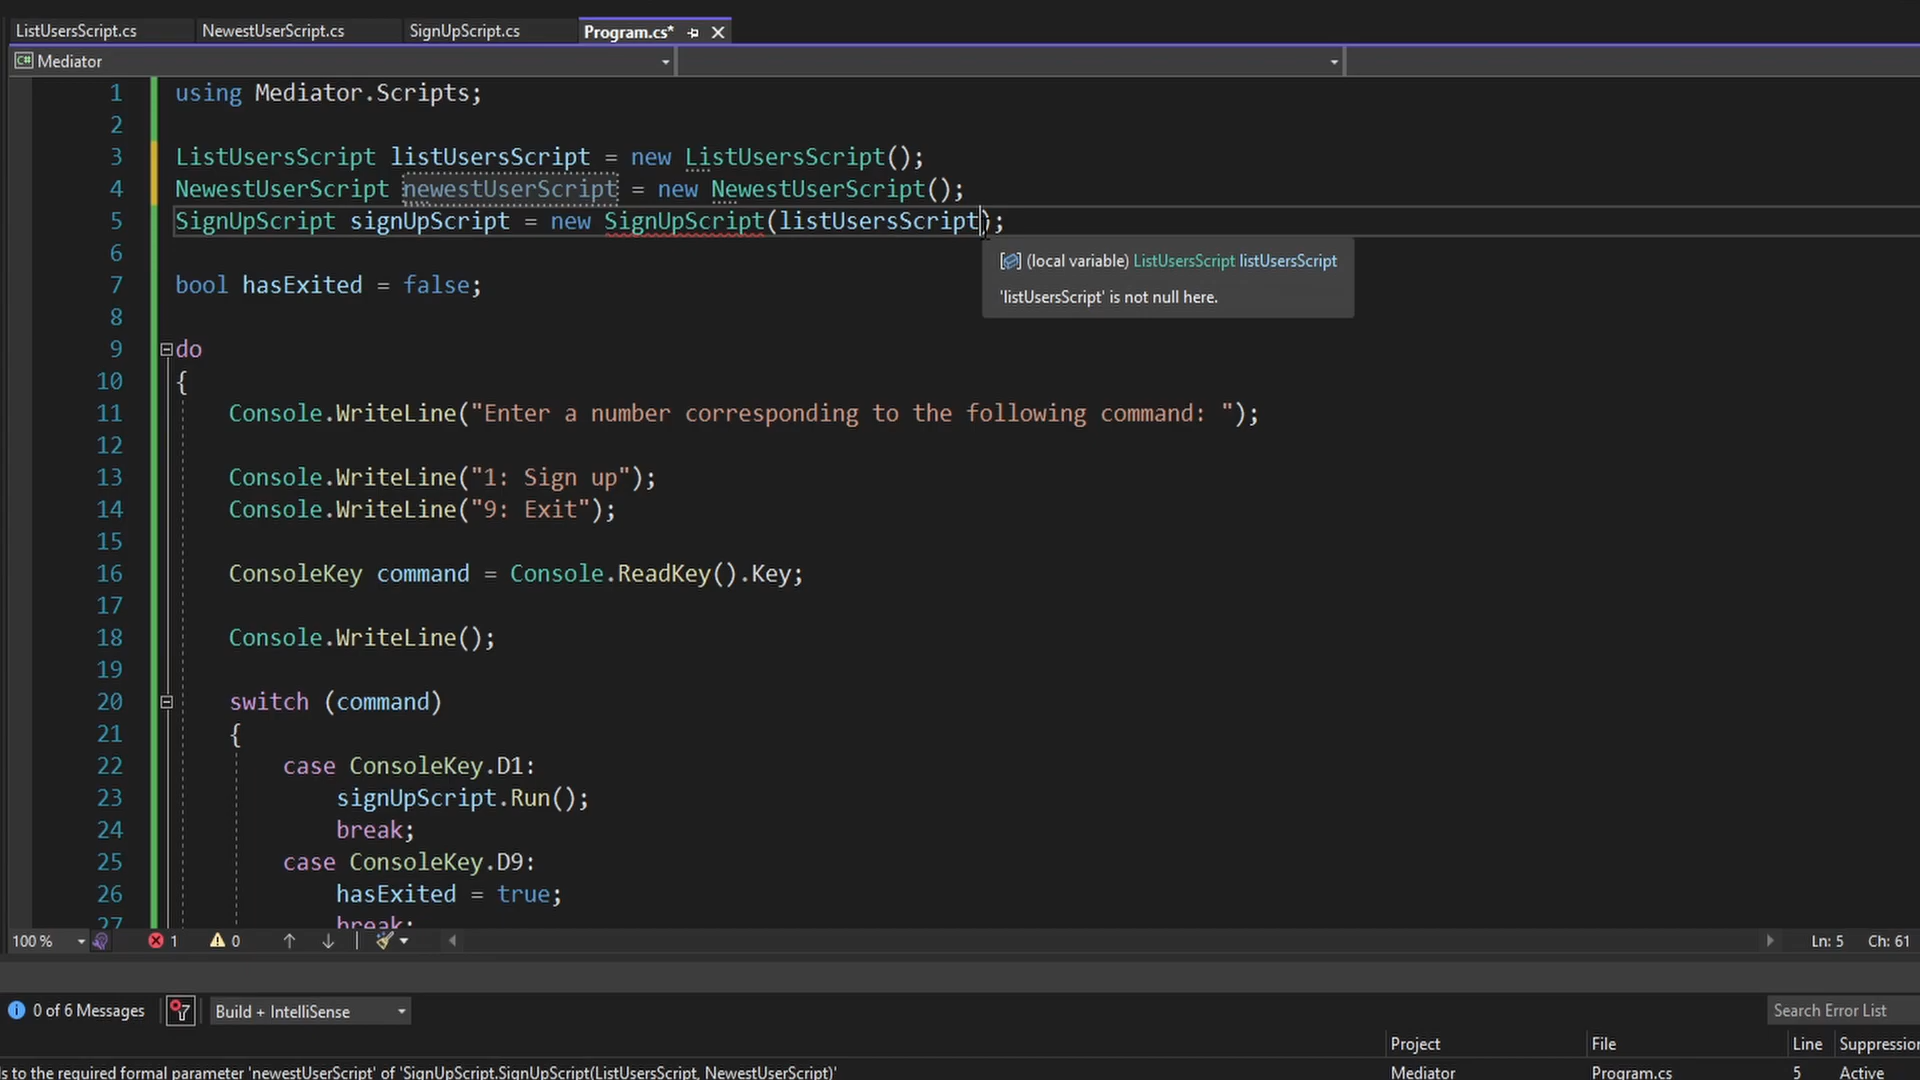 ListUsersScript.cs NewestUserScript.cs SignUpScript.cs Program.cs*
C# Mediator
1 using Mediator.Scripts;
2
3 ListUsersScript listUsersScript = new ListUsersScript();
4 NewestUserScript newestUserScript = new NewestUserScript();
5 SignUpScript signUpScript = new SignUpScript(listUsersScript);
6
(local variable) ListUsersScript listUsersScript
7 bool hasExited = false;
'listUsersScript' is not null here.
8
9 do
10 {
11 Console.WriteLine("Enter a number corresponding to the following command: ");
12
13 Console.WriteLine("1: Sign up");
14 Console.WriteLine("9: Exit");
15
16 ConsoleKey command = Console.ReadKey().Key;
17
18 Console.WriteLine();
19
20 switch (command)
21 {
22 case ConsoleKey.D1:
23 signUpScript.Run();
24 break;
25 case ConsoleKey.D9:
26 hasExited = true;
27 break;
100 % 1 0 Ln: 5 Ch: 61
0 of 6 Messages Build + IntelliSense Search Error List
Project File Line Suppression
ls to the required formal parameter 'newestUserScript' of 'SignUpScript.SignUpScript(ListUsersScript, NewestUserScript)' Mediator Program.cs 5 Active